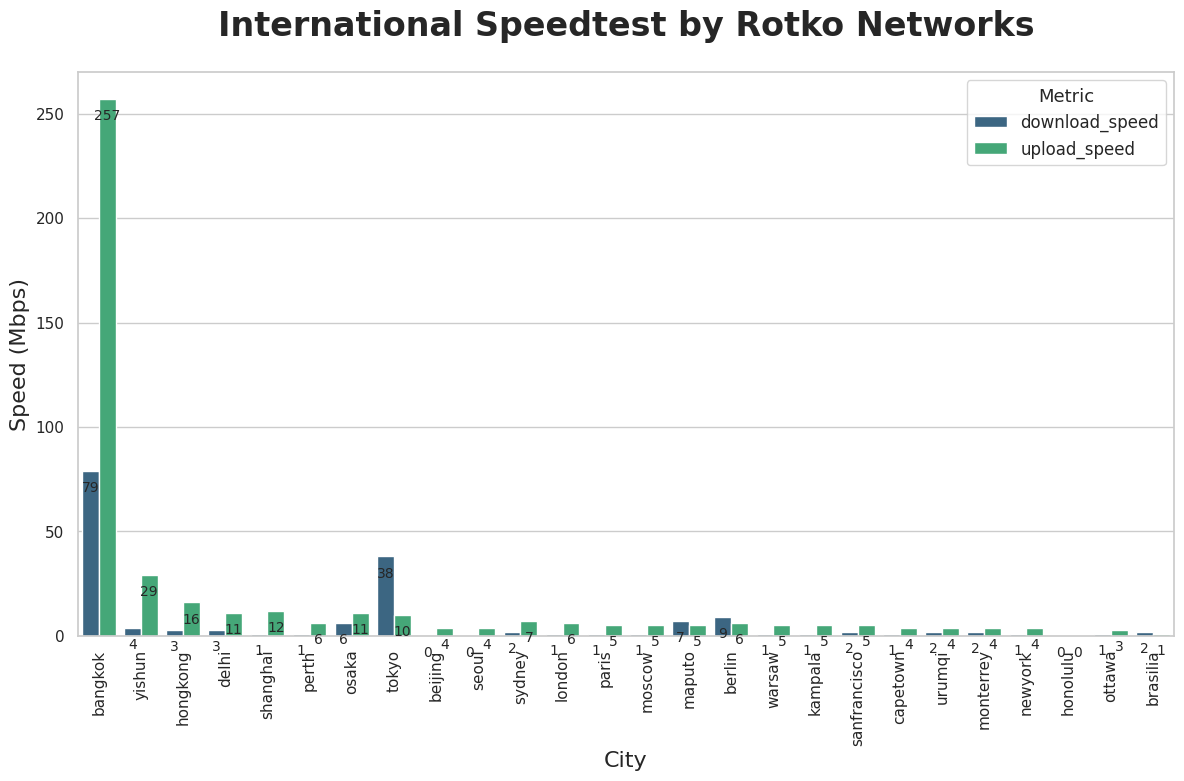 International Speedtest by Rotko Networks
Metric
download_speed
upload_speed
Speed (Mbps)
250
200
150
100
50
0
257
79
4 29
3 16
3 11
1 12
1 6
6 11
38 10
0 4
0 4
2 7
1 6
1 5
1 5
7 5
9 6
1 5
1 5
2 5
1 4
2 4
2 4
1 4
0 0
1 3
2 1
bangkok
yishun
hongkong
delhi
shanghai
perth
osaka
tokyo
beijing
seoul
sydney
london
paris
moscow
maputo
berlin
warsaw
kampala
sanfrancisco
capetown
urumqi
monterrey
newyork
honolulu
ottawa
brasilia
City